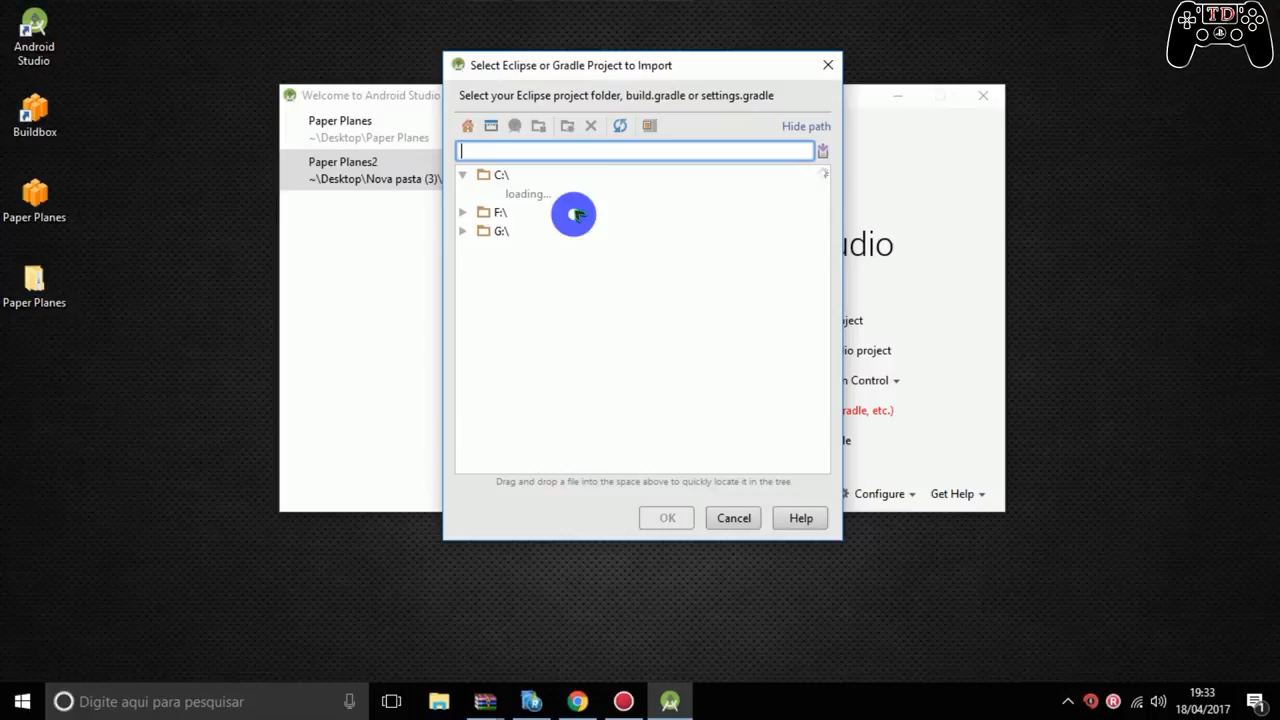 Android
Studio
Buildbox
Paper Planes
Paper Planes
TD
Welcome to Android Studio
Paper Planes
~\Desktop\Paper Planes
Paper Planes2
~\Desktop\Nova pasta (3)\
Select Eclipse or Gradle Project to Import
Select your Eclipse project folder, build.gradle or settings.gradle
Hide path
C:\
loading...
F:\
G:\
Drag and drop a file into the space above to quickly locate it in the tree
OK
Cancel
Help
udio
ject
io project
n Control
radle, etc.)
le
Configure
Get Help
Digite aqui para pesquisar
19:33
18/04/2017
1